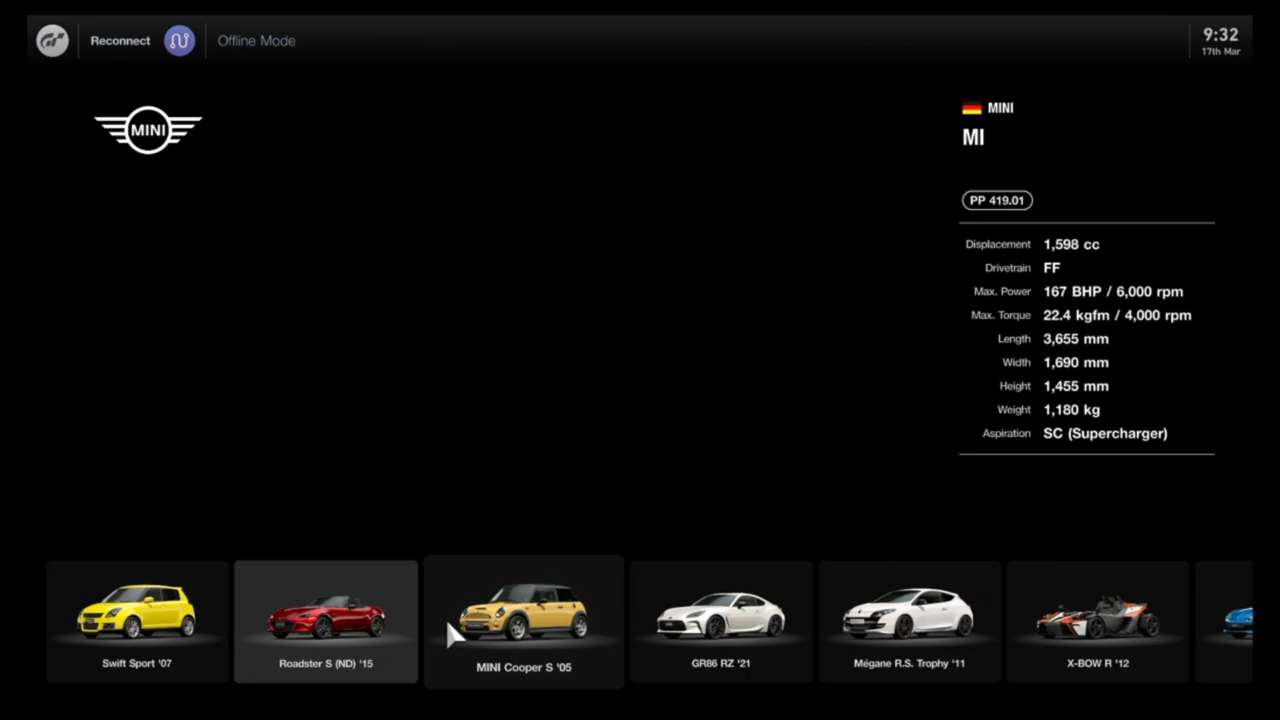 Reconnect
Offline Mode
9:32
17th Mar
MINI
MINI
MI
PP 419.01
Displacement 1,598 cc
Drivetrain FF
Max. Power 167 BHP / 6,000 rpm
Max. Torque 22.4 kgfm / 4,000 rpm
Length 3,655 mm
Width 1,690 mm
Height 1,455 mm
Weight 1,180 kg
Aspiration SC (Supercharger)
Swift Sport '07
Roadster S (ND) '15
MINI Cooper S '05
GR86 RZ '21
Mégane R.S. Trophy '11
X-BOW R '12